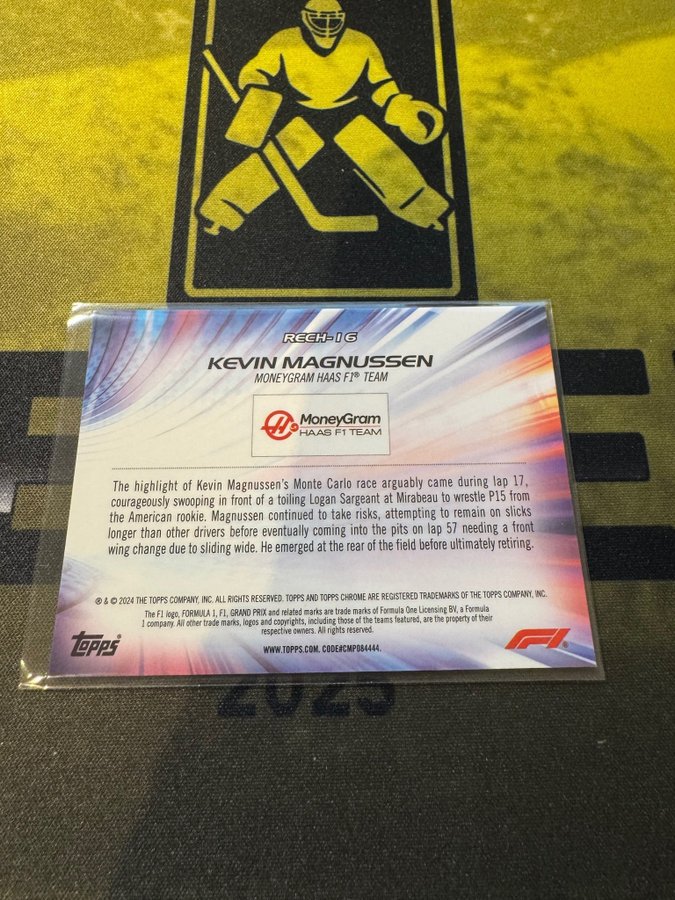 RECH-16
KEVIN MAGNUSSEN
MONEYGRAM HAAS F1® TEAM
MoneyGram
HAAS F1 TEAM
The highlight of Kevin Magnussen's Monte Carlo race arguably came during lap 17,
courageously swooping in front of a toiling Logan Sargeant at Mirabeau to wrestle P15 from
the American rookie. Magnussen continued to take risks, attempting to remain on slicks
longer than other drivers before eventually coming into the pits on lap 57 needing a front
wing change due to sliding wide. He emerged at the rear of the field before ultimately retiring.
® & © 2024 THE TOPPS COMPANY, INC. ALL RIGHTS RESERVED. TOPPS AND TOPPS CHROME ARE REGISTERED TRADEMARKS OF THE TOPPS COMPANY, INC.
The F1 logo, FORMULA 1, F1, GRAND PRIX and related marks are trade marks of Formula One Licensing BV, a Formula
1 company. All other trade marks, logos and copyrights, including those of the teams featured, are the property of their
respective owners. All rights reserved.
topps®
WWW.TOPPS.COM. CODE#CMP084444.
F1®
2025